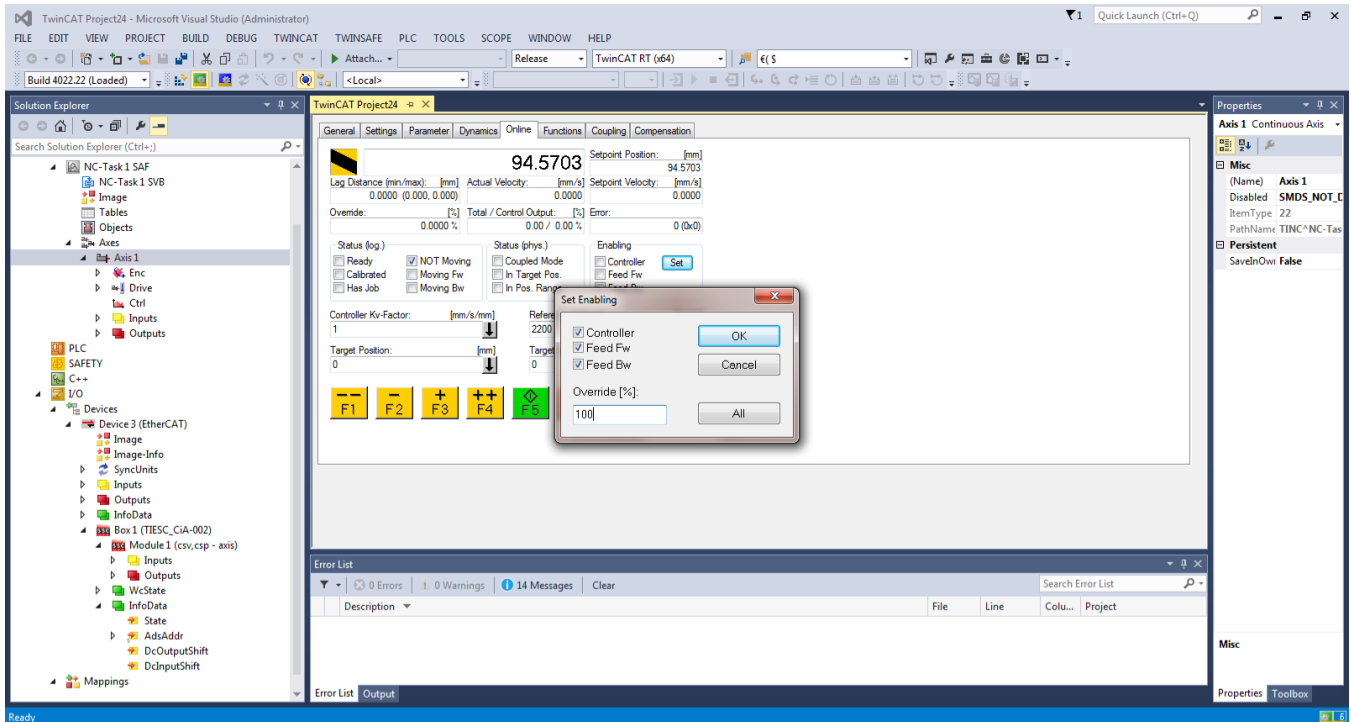 TwinCAT Project24 - Microsoft Visual Studio (Administrator)
1 Quick Launch (Ctrl+Q)
FILE EDIT VIEW PROJECT BUILD DEBUG TWINCAT TWINSAFE PLC TOOLS SCOPE WINDOW HELP
Attach... Release TwinCAT RT (x64)
Build 4022.22 (Loaded) <Local>
Solution Explorer
Search Solution Explorer (Ctrl+;)
NC-Task 1 SAF
NC-Task 1 SVB
Image
Tables
Objects
Axes
Axis 1
Enc
Drive
Ctrl
Inputs
Outputs
PLC
SAFETY
C++
I/O
Devices
Device 3 (EtherCAT)
Image
Image-Info
SyncUnits
Inputs
Outputs
InfoData
Box 1 (TIESC_CiA-002)
Module 1 (csv,csp - axis)
Inputs
Outputs
WcState
InfoData
State
AdsAddr
DcOutputShift
DcInputShift
Mappings
TwinCAT Project24
General Settings Parameter Dynamics Online Functions Coupling Compensation
94.5703
Setpoint Position: [mm]
94.5703
Lag Distance (min/max): [mm] Actual Velocity: [mm/s] Setpoint Velocity: [mm/s]
0.0000 (0.000, 0.000) 0.0000 0.0000
Override: [%] Total / Control Output: [%] Error:
0.0000 % 0.00 / 0.00 % 0 (0x0)
Status (log.) Status (phys.) Enabling
Ready NOT Moving Coupled Mode Controller Set
Calibrated Moving Fw In Target Pos. Feed Fw
Has Job Moving Bw In Pos. Range Feed Bw
Controller Kv-Factor: [mm/s/mm]
1 2200
Target Position: [mm]
0 0
-- - + ++
F1 F2 F3 F4 F5
Set Enabling
Controller OK
Feed Fw
Feed Bw Cancel
Override [%]:
100 All
Error List
0 Errors 0 Warnings 14 Messages Clear Search Error List
Description File Line Colu... Project
Error List Output
Properties
Axis 1 Continuous Axis
Misc
(Name) Axis 1
Disabled SMDS_NOT_D
ItemType 22
PathName TINC^NC-Tas
Persistent
SaveInOwn False
Misc
Properties Toolbox
Ready 6